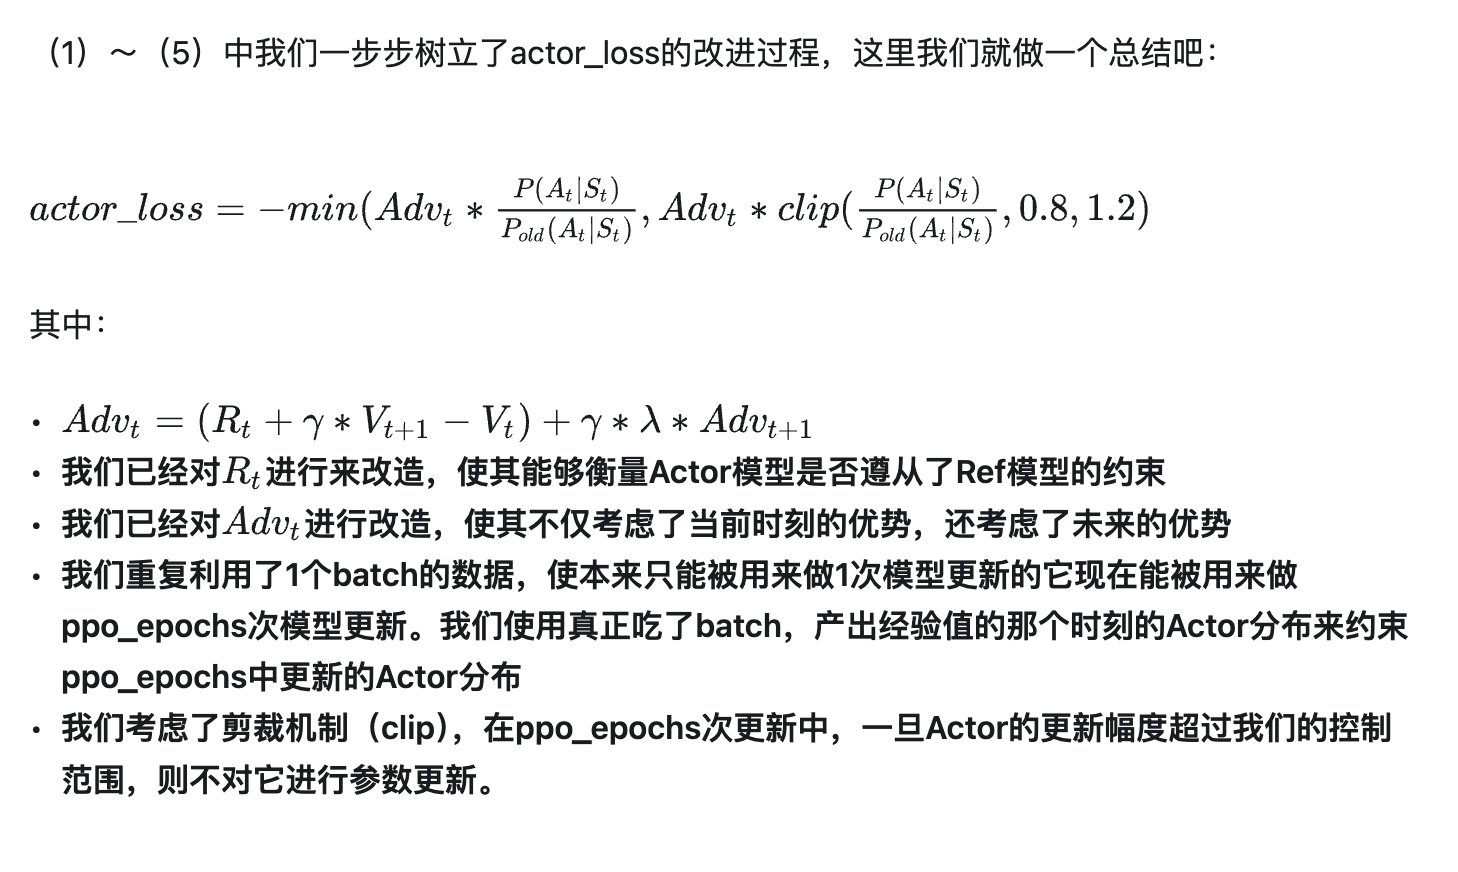 （1）～（5）中我们一步步树立了actor_loss的改进过程，这里我们就做一个总结吧：
actor_loss = −min(Adv_t * \frac{P(A_t|S_t)}{P_{old}(A_t|S_t)}, Adv_t * clip(\frac{P(A_t|S_t)}{P_{old}(A_t|S_t)}, 0.8, 1.2)
其中：
• Adv_t = (R_t + γ * V_{t+1} − V_t) + γ * λ * Adv_{t+1}
• 我们已经对R_t进行来改造，使其能够衡量Actor模型是否遵从了Ref模型的约束
• 我们已经对Adv_t进行改造，使其不仅考虑了当前时刻的优势，还考虑了未来的优势
• 我们重复利用了1个batch的数据，使本来只能被用来做1次模型更新的它现在能被用来做
ppo_epochs次模型更新。我们使用真正吃了batch，产出经验值的那个时刻的Actor分布来约束
ppo_epochs中更新的Actor分布
• 我们考虑了剪裁机制（clip），在ppo_epochs次更新中，一旦Actor的更新幅度超过我们的控制
范围，则不对它进行参数更新。